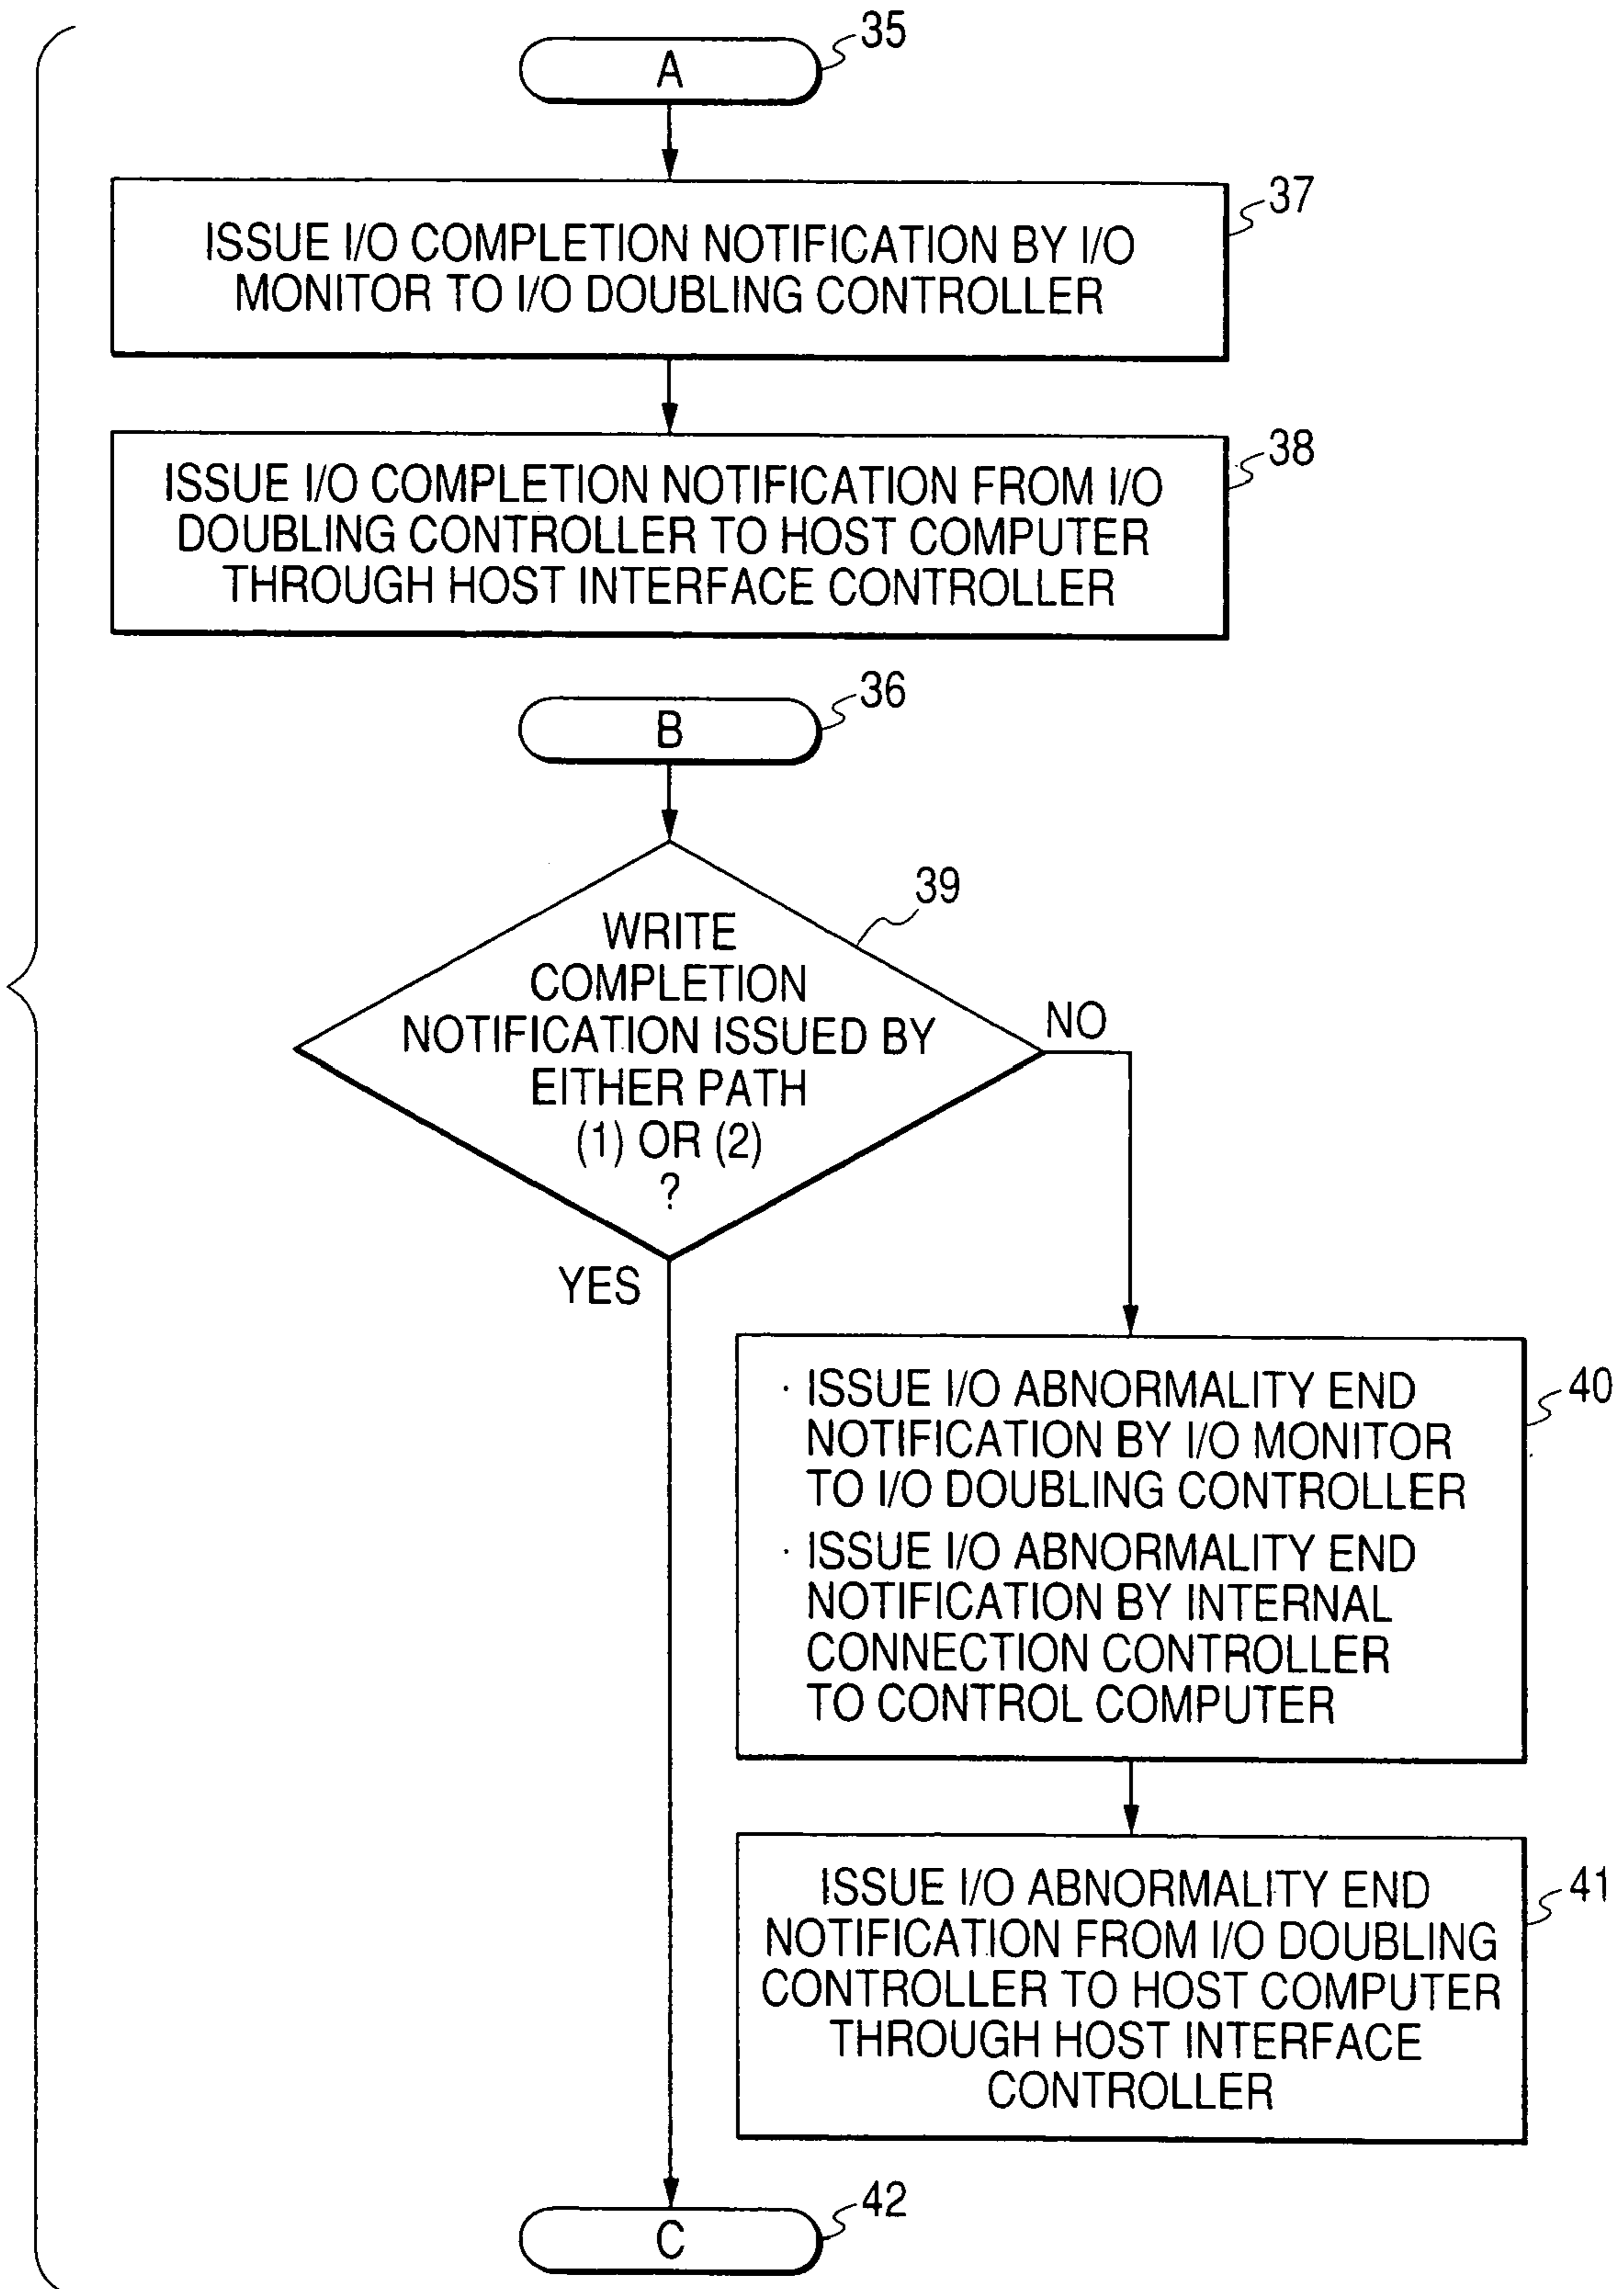 35
A
37
ISSUE I/O COMPLETION NOTIFICATION BY I/O
MONITOR TO I/O DOUBLING CONTROLLER
38
ISSUE I/O COMPLETION NOTIFICATION FROM I/O
DOUBLING CONTROLLER TO HOST COMPUTER
THROUGH HOST INTERFACE CONTROLLER
36
B
39
WRITE
COMPLETION
NOTIFICATION ISSUED BY
EITHER PATH
(1) OR (2)
?
NO
YES
40
· ISSUE I/O ABNORMALITY END
NOTIFICATION BY I/O MONITOR
TO I/O DOUBLING CONTROLLER
· ISSUE I/O ABNORMALITY END
NOTIFICATION BY INTERNAL
CONNECTION CONTROLLER
TO CONTROL COMPUTER
41
ISSUE I/O ABNORMALITY END
NOTIFICATION FROM I/O DOUBLING
CONTROLLER TO HOST COMPUTER
THROUGH HOST INTERFACE
CONTROLLER
42
C